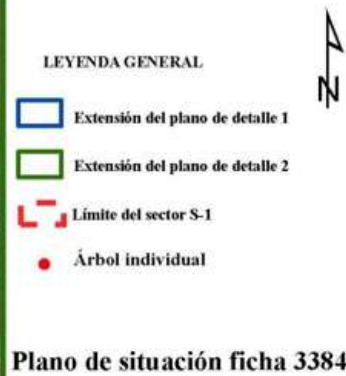 LEYENDA GENERAL
N
Extensión del plano de detalle 1
Extensión del plano de detalle 2
Límite del sector S-1
Árbol individual
Plano de situación ficha 3384